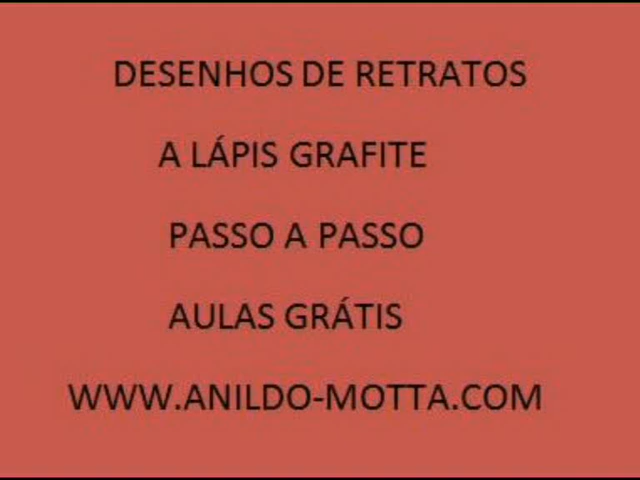 DESENHOS DE RETRATOS
A LÁPIS GRAFITE
PASSO A PASSO
AULAS GRÁTIS
WWW.ANILDO-MOTTA.COM